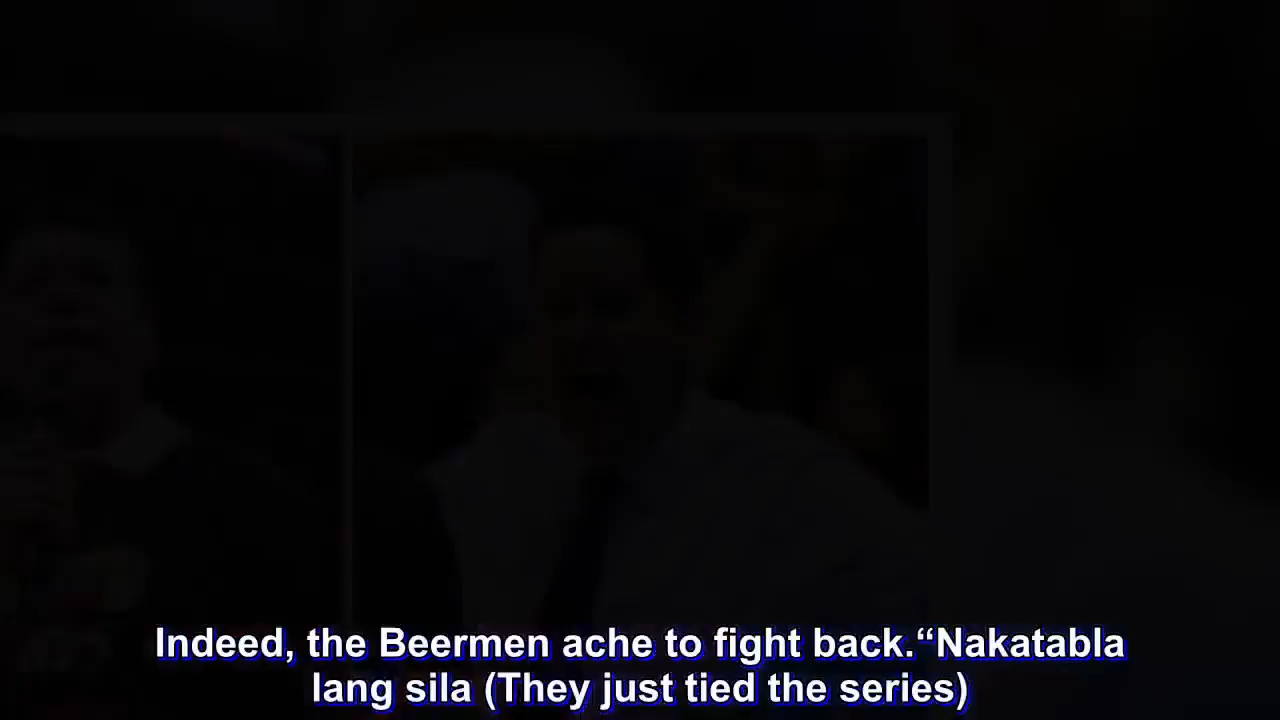 Indeed, the Beermen ache to fight back.“Nakatabla
lang sila (They just tied the series)